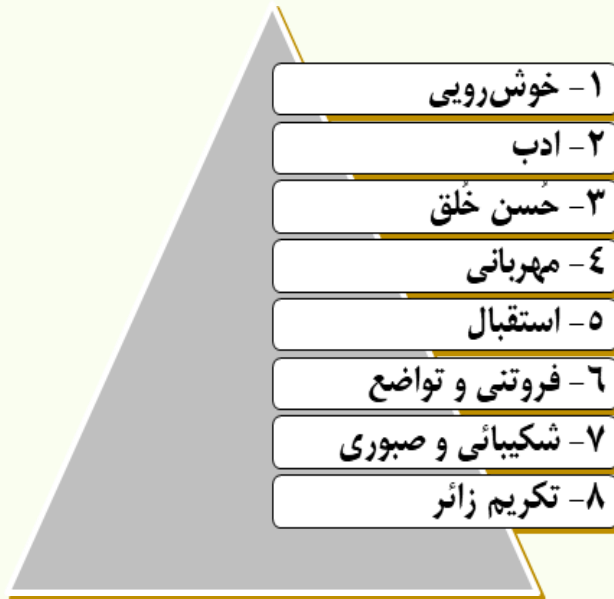 ۱- خوش‌رویی
۲- ادب
۳- حُسن خُلق
٤- مهربانی
۵- استقبال
٦- فروتنی و تواضع
۷- شکیبائی و صبوری
۸- تکریم زائر